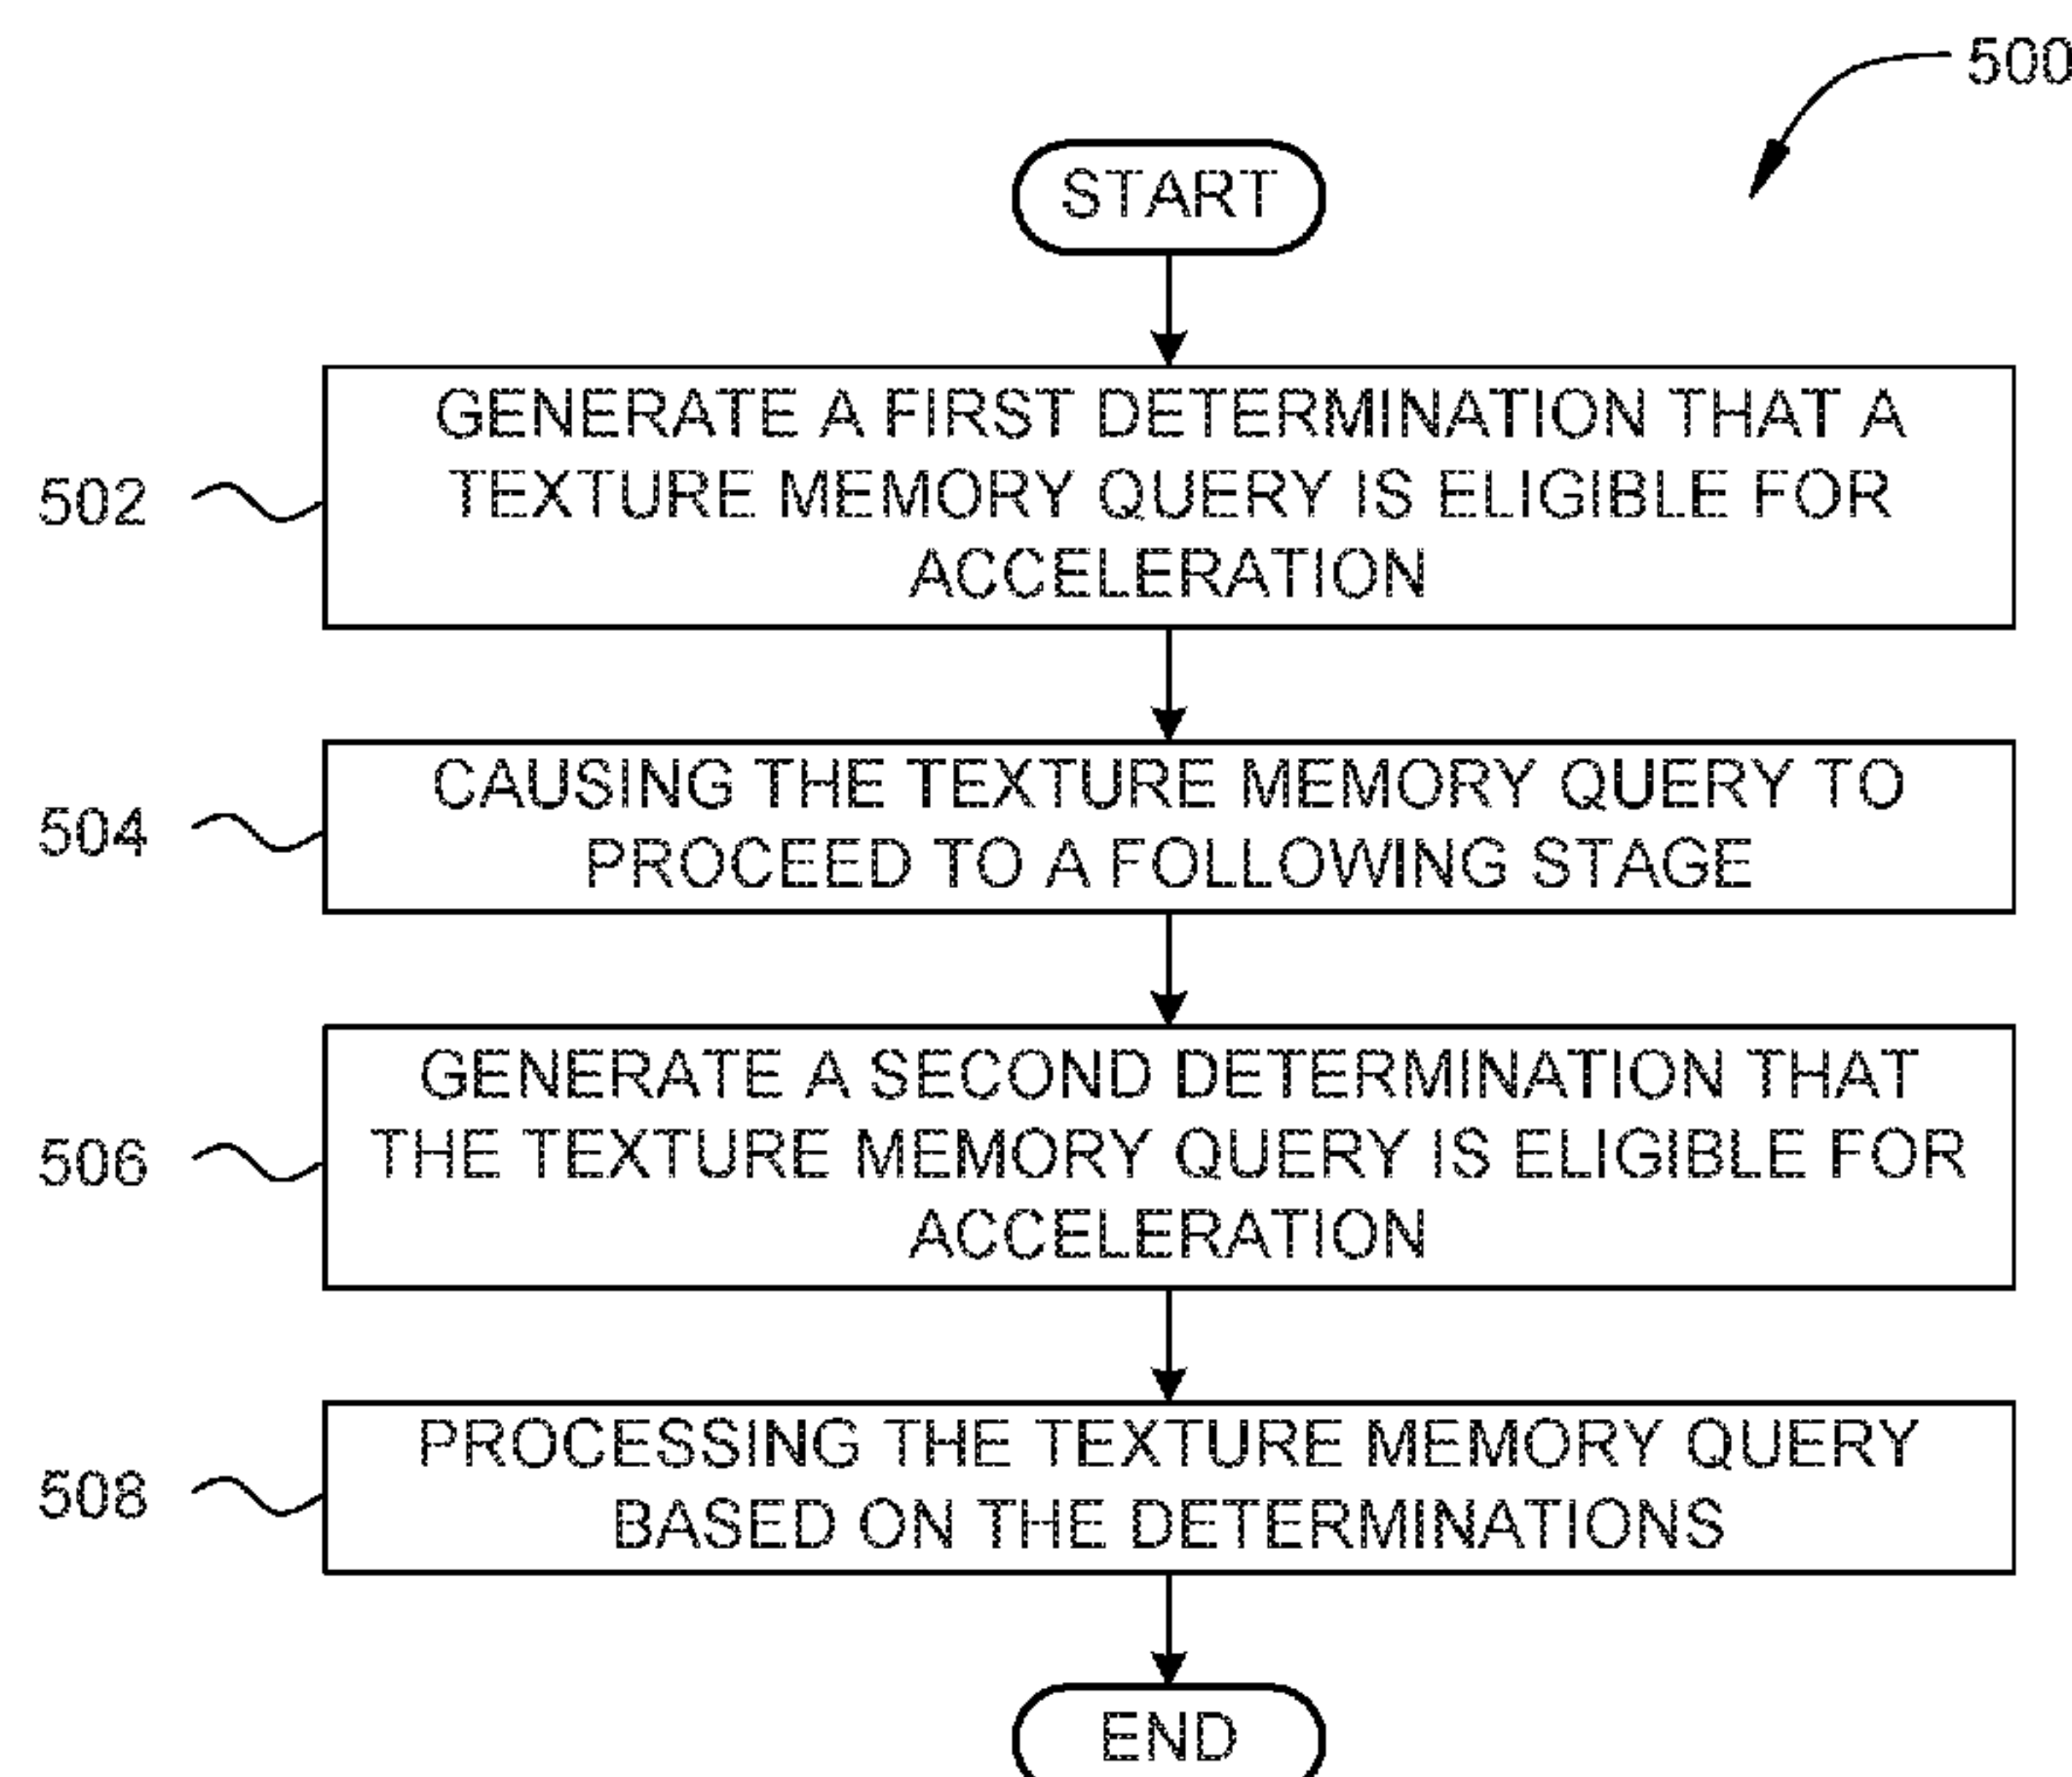 500
START
502
GENERATE A FIRST DETERMINATION THAT A
TEXTURE MEMORY QUERY IS ELIGIBLE FOR
ACCELERATION
504
CAUSING THE TEXTURE MEMORY QUERY TO
PROCEED TO A FOLLOWING STAGE
506
GENERATE A SECOND DETERMINATION THAT
THE TEXTURE MEMORY QUERY IS ELIGIBLE FOR
ACCELERATION
508
PROCESSING THE TEXTURE MEMORY QUERY
BASED ON THE DETERMINATIONS
END